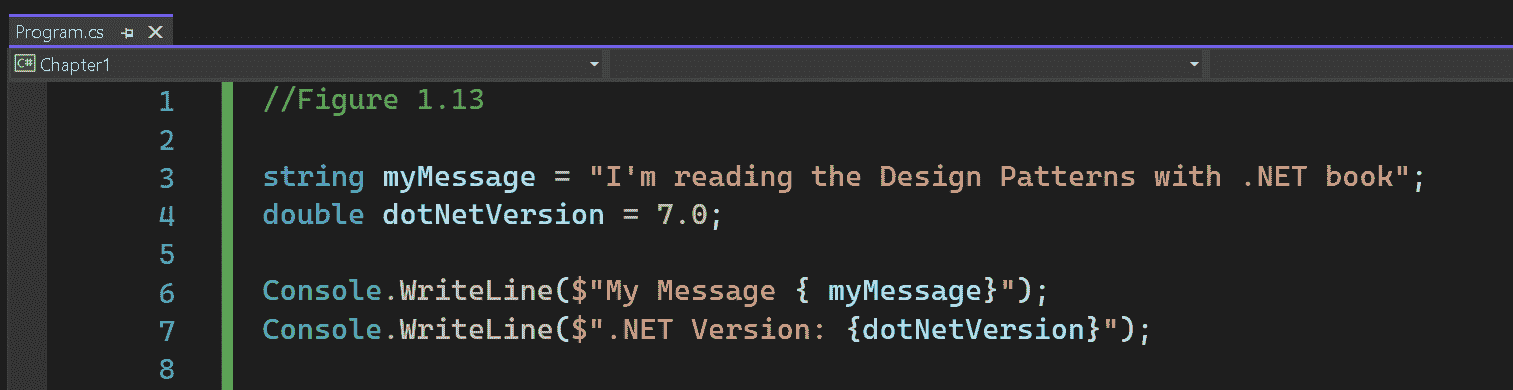 Program.cs
C# Chapter1
1 //Figure 1.13
2
3 string myMessage = "I'm reading the Design Patterns with .NET book";
4 double dotNetVersion = 7.0;
5
6 Console.WriteLine($"My Message { myMessage}");
7 Console.WriteLine($".NET Version: {dotNetVersion}");
8